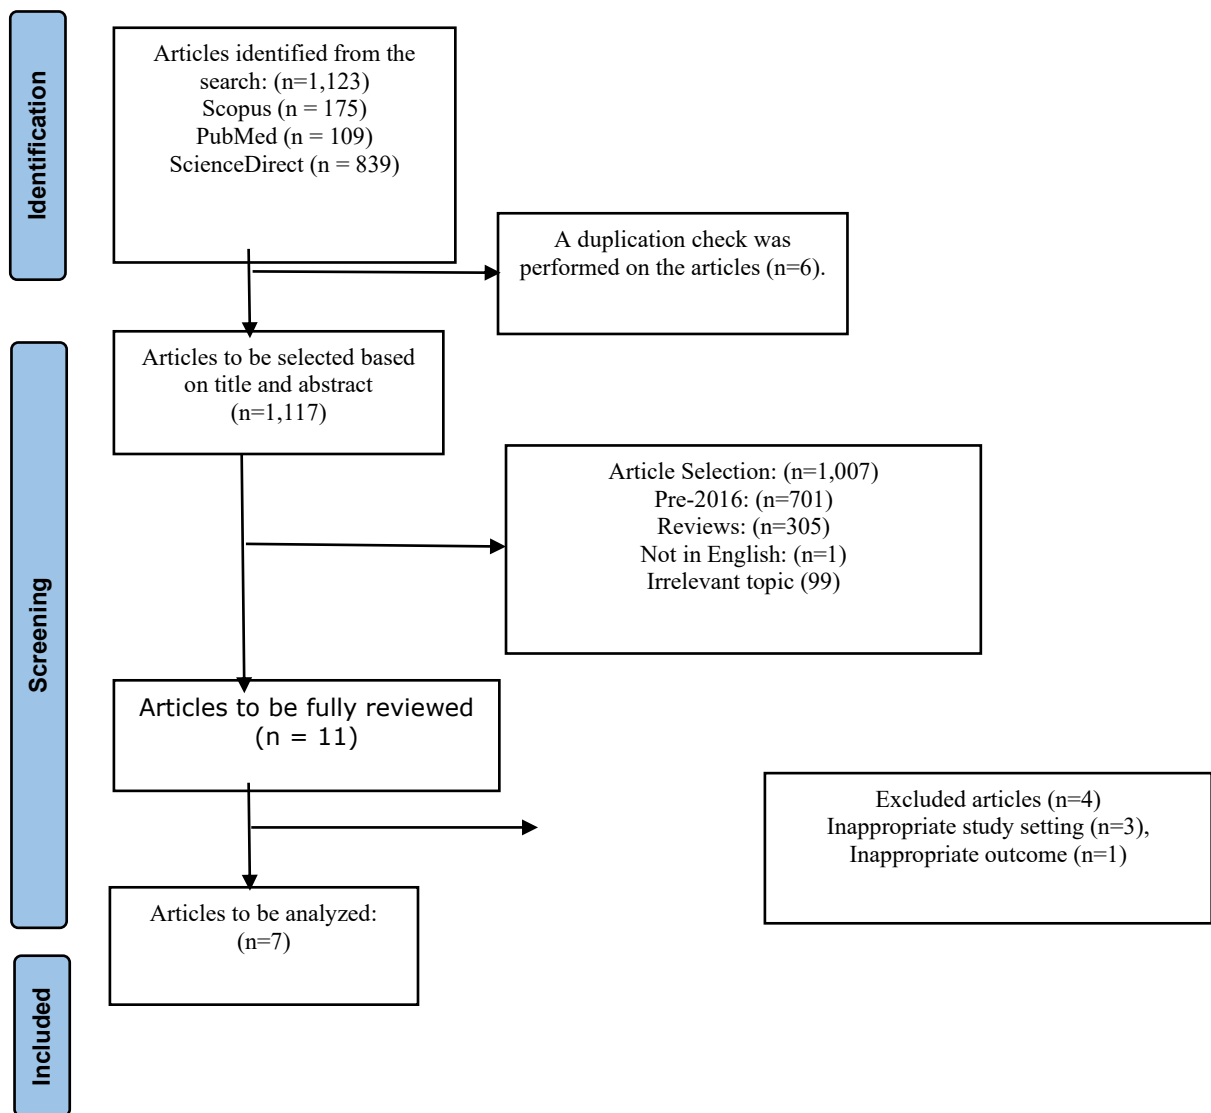 Identification
Articles identified from the
search: (n=1,123)
Scopus (n = 175)
PubMed (n = 109)
ScienceDirect (n = 839)
A duplication check was
performed on the articles (n=6).
Screening
Articles to be selected based
on title and abstract
(n=1,117)
Article Selection: (n=1,007)
Pre-2016: (n=701)
Reviews: (n=305)
Not in English: (n=1)
Irrelevant topic (99)
Articles to be fully reviewed
(n = 11)
Excluded articles (n=4)
Inappropriate study setting (n=3),
Inappropriate outcome (n=1)
Articles to be analyzed:
(n=7)
Included